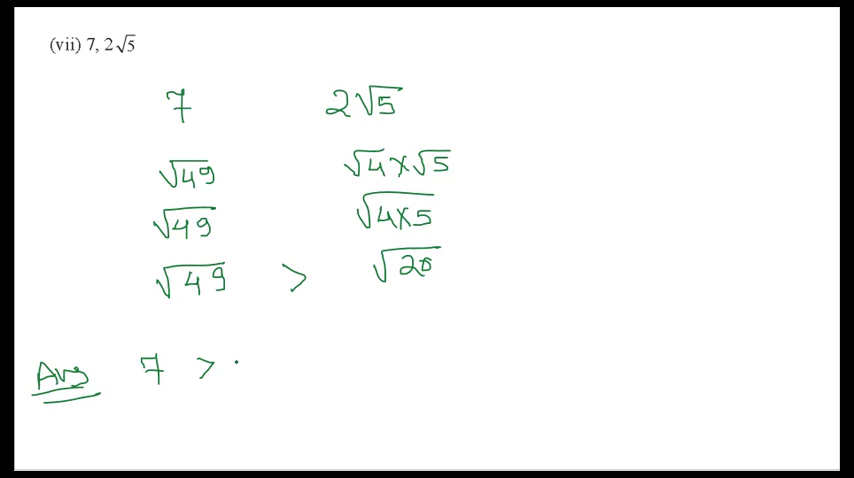 (vii) 7, 2√5
7 2√5
√49 √4×√5
√49 √4×5
√49 > √20
Ans 7 >